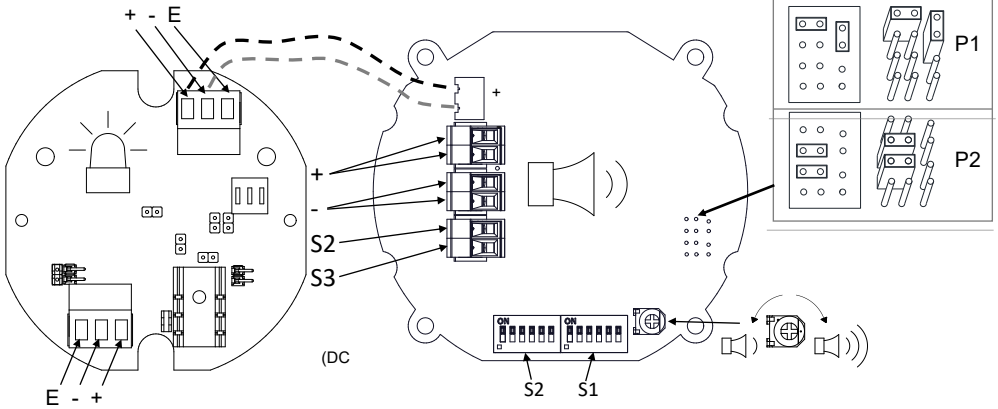 + - E
P1
+
+
P2
-
S2
S3
ON
ON
(DC
S2
S1
E - +